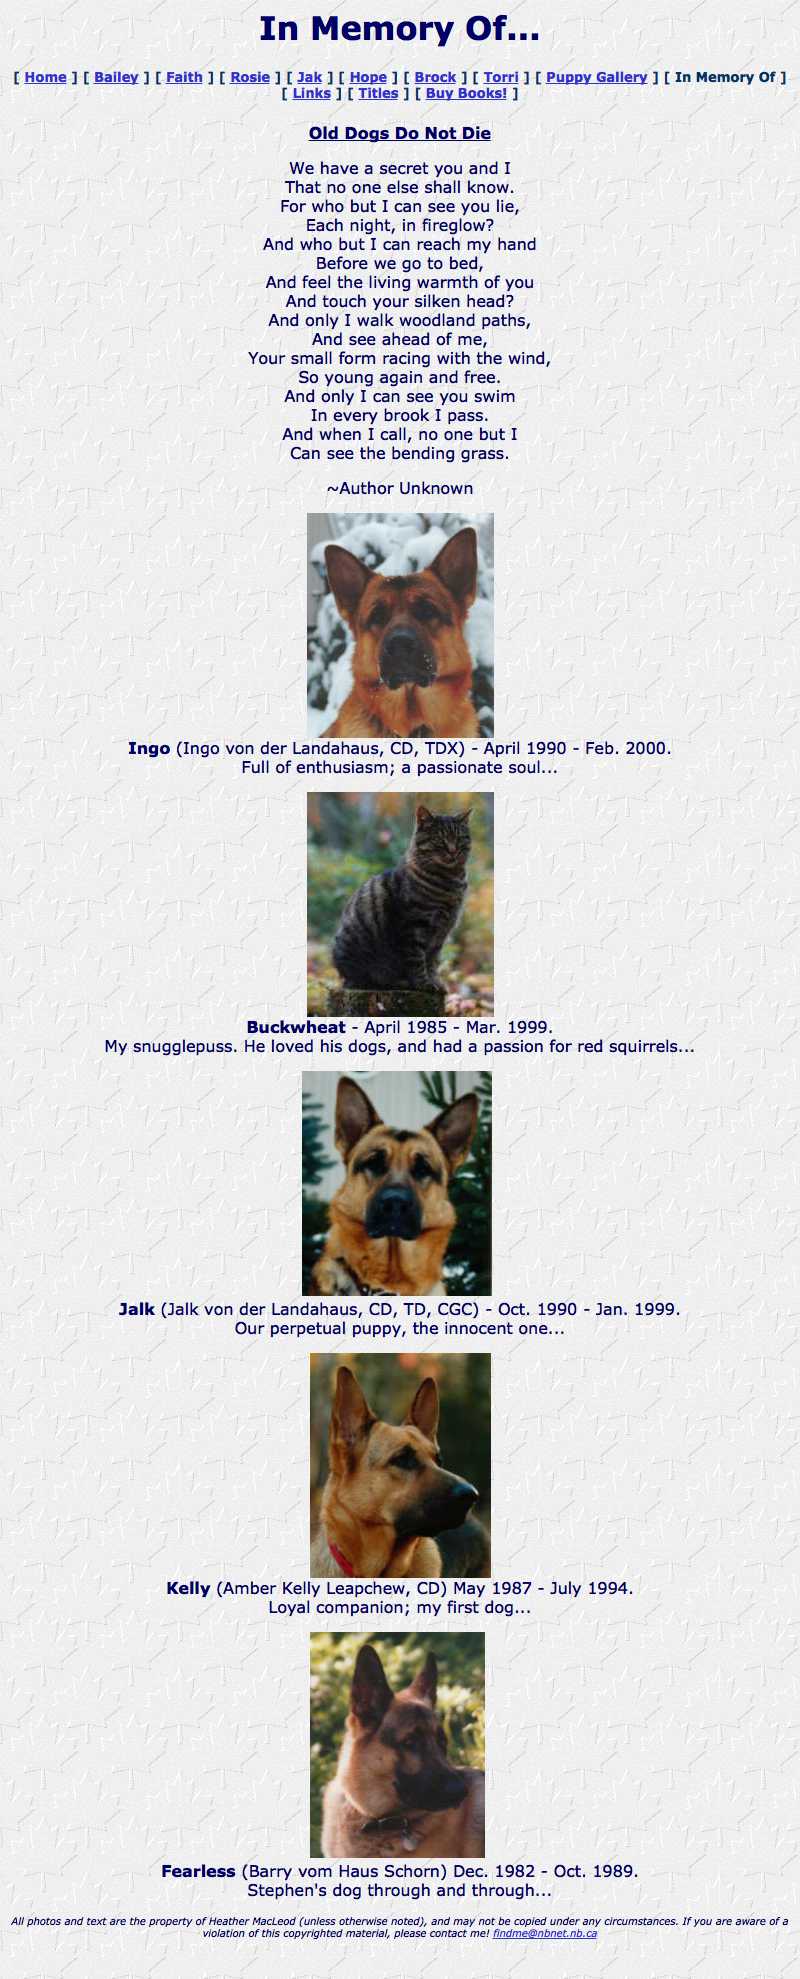 In Memory Of...
[ Home ] [ Bailey ] [ Faith ] [ Rosie ] [ Jak ] [ Hope ] [ Brock ] [ Torri ] [ Puppy Gallery ] [ In Memory Of ]
[ Links ] [ Titles ] [ Buy Books! ]
Old Dogs Do Not Die
We have a secret you and I
That no one else shall know.
For who but I can see you lie,
Each night, in fireglow?
And who but I can reach my hand
Before we go to bed,
And feel the living warmth of you
And touch your silken head?
And only I walk woodland paths,
And see ahead of me,
Your small form racing with the wind,
So young again and free.
And only I can see you swim
In every brook I pass.
And when I call, no one but I
Can see the bending grass.
~Author Unknown
Ingo (Ingo von der Landahaus, CD, TDX) - April 1990 - Feb. 2000.
Full of enthusiasm; a passionate soul...
Buckwheat - April 1985 - Mar. 1999.
My snugglepuss. He loved his dogs, and had a passion for red squirrels...
Jalk (Jalk von der Landahaus, CD, TD, CGC) - Oct. 1990 - Jan. 1999.
Our perpetual puppy, the innocent one...
Kelly (Amber Kelly Leapchew, CD) May 1987 - July 1994.
Loyal companion; my first dog...
Fearless (Barry vom Haus Schorn) Dec. 1982 - Oct. 1989.
Stephen's dog through and through...
All photos and text are the property of Heather MacLeod (unless otherwise noted), and may not be copied under any circumstances. If you are aware of a
violation of this copyrighted material, please contact me! findme@nbnet.nb.ca